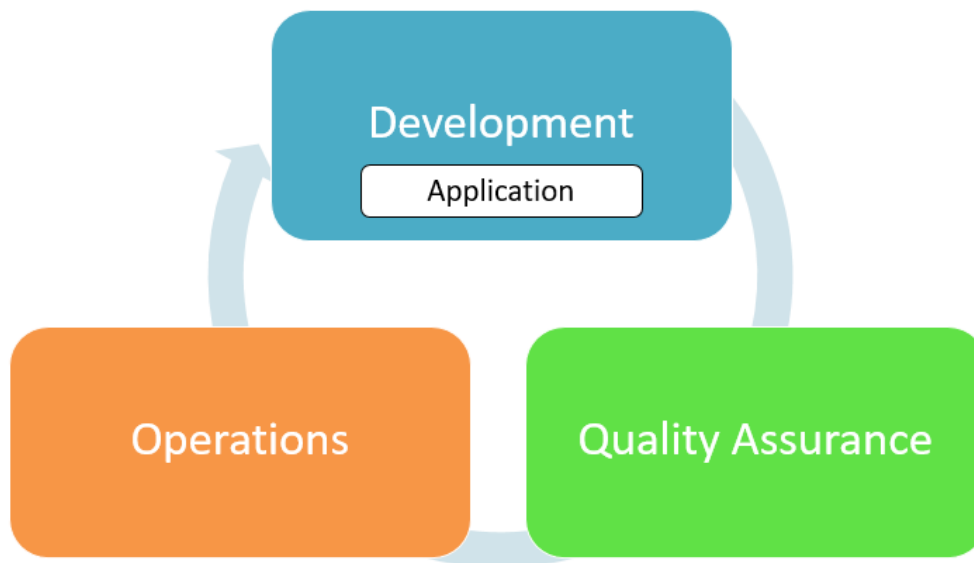 Development
Application
Operations
Quality Assurance